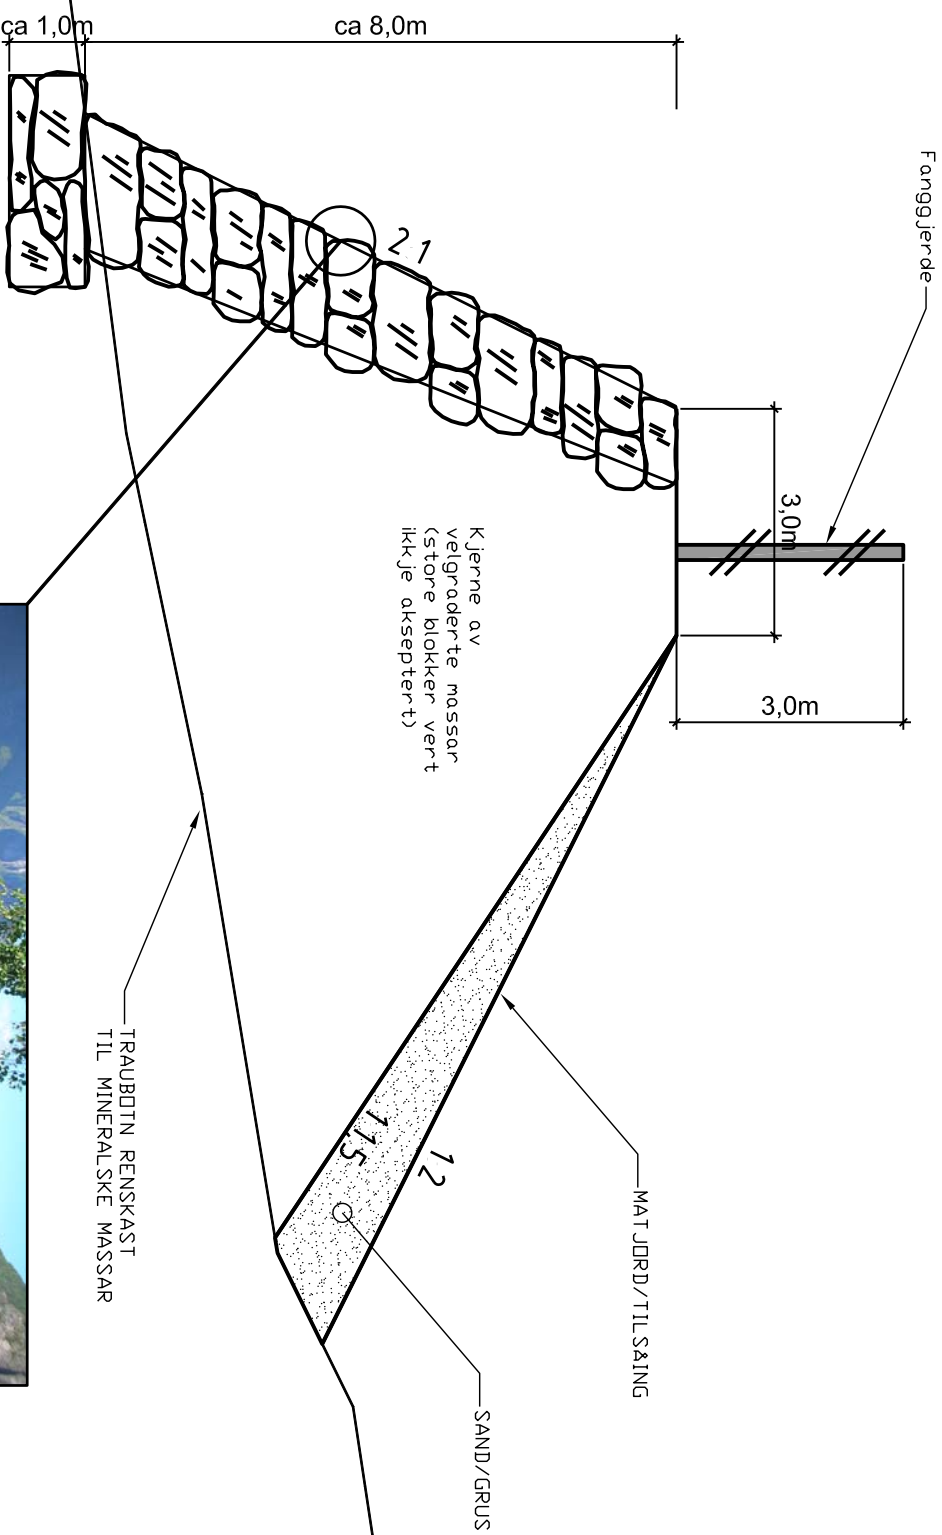 ca 1,0m
ca 8,0m
Fanggjerde
2:1
3,0m
3,0m
Kjerne av
velgraderte massar
(store blokker vert
ikkje akseptert)
1:1,5
1:2
MATJORD/TILSÅING
SAND/GRUS
TRAUBOTN RENSKAST
TIL MINERALSKE MASSAR